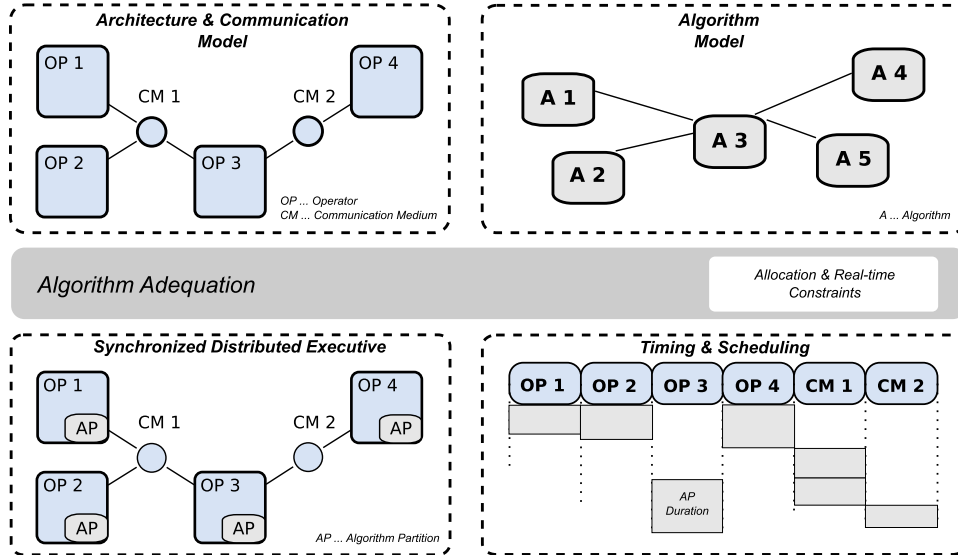 Architecture & Communication
Model
OP 1
OP 4
CM 1
CM 2
OP 2
OP 3
OP ... Operator
CM ... Communication Medium
Algorithm
Model
A 1
A 4
A 3
A 2
A 5
A ... Algorithm
Algorithm Adequation
Allocation & Real-time
Constraints
Synchronized Distributed Executive
OP 1
AP
OP 4
AP
CM 1
CM 2
OP 2
AP
OP 3
AP
AP ... Algorithm Partition
Timing & Scheduling
OP 1
OP 2
OP 3
OP 4
CM 1
CM 2
AP
Duration